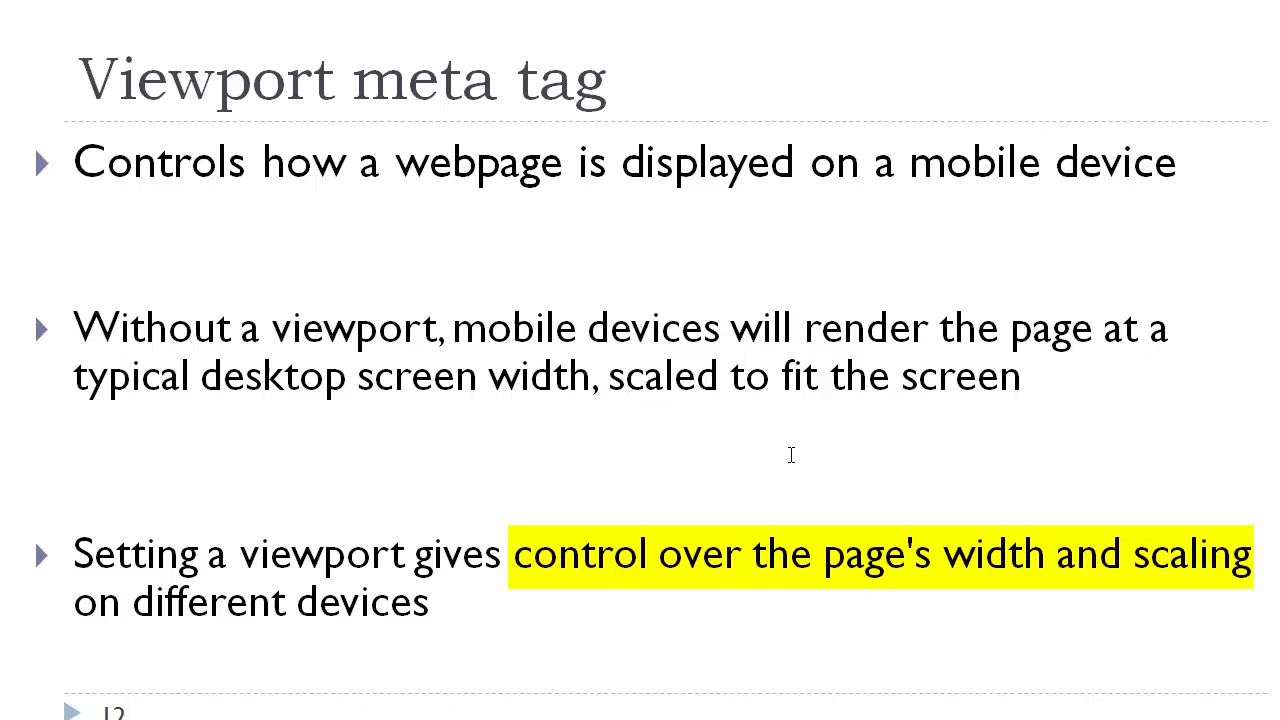 Viewport meta tag
Controls how a webpage is displayed on a mobile device
Without a viewport, mobile devices will render the page at a
typical desktop screen width, scaled to fit the screen
Setting a viewport gives control over the page's width and scaling
on different devices
12